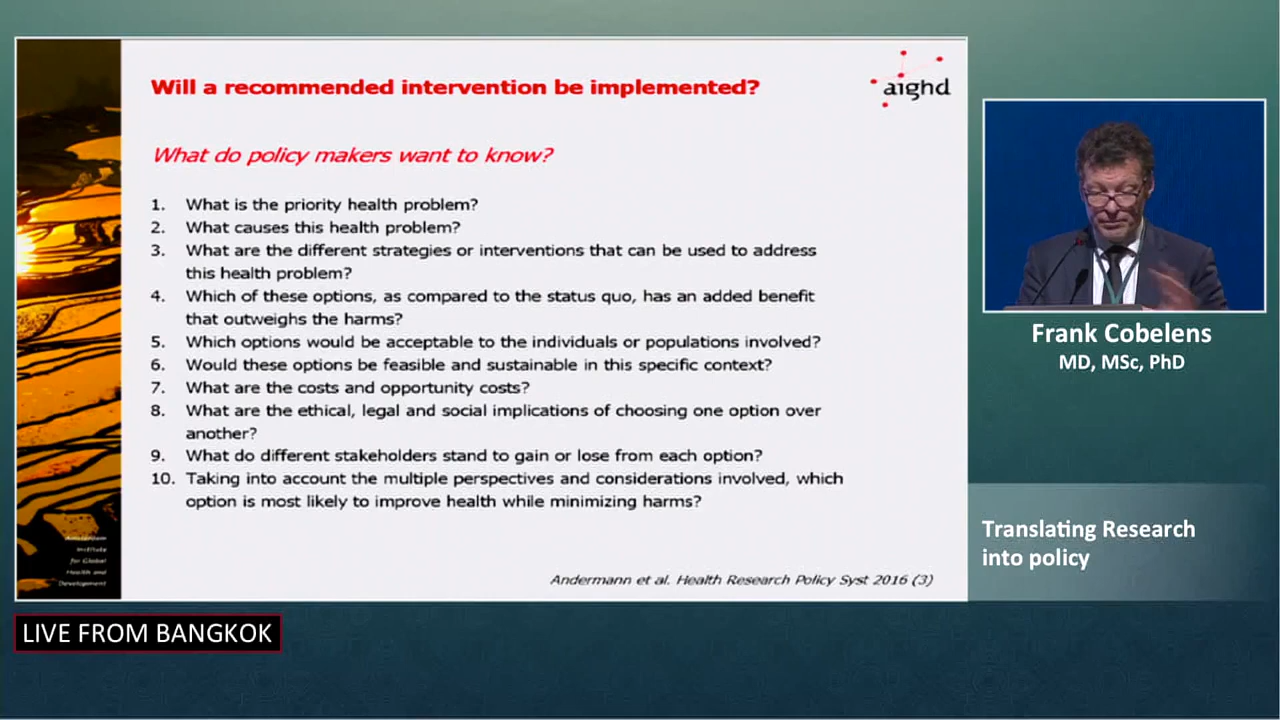 Will a recommended intervention be implemented?
aighd
What do policy makers want to know?
1. What is the priority health problem?
2. What causes this health problem?
3. What are the different strategies or interventions that can be used to address
this health problem?
4. Which of these options, as compared to the status quo, has an added benefit
that outweighs the harms?
5. Which options would be acceptable to the individuals or populations involved?
6. Would these options be feasible and sustainable in this specific context?
7. What are the costs and opportunity costs?
8. What are the ethical, legal and social implications of choosing one option over
another?
9. What do different stakeholders stand to gain or lose from each option?
10. Taking into account the multiple perspectives and considerations involved, which
option is most likely to improve health while minimizing harms?
Amsterdam
Institute
for Global
Health and
Development
Andermann et al. Health Research Policy Syst 2016 (3)
Frank Cobelens
MD, MSc, PhD
Translating Research
into policy
LIVE FROM BANGKOK